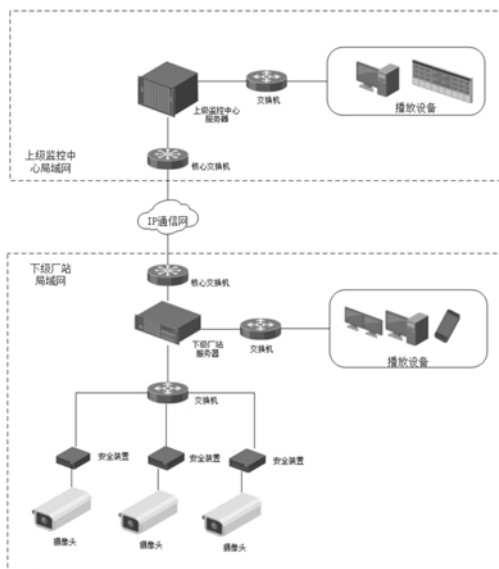 上级监控中心
服务器
交换机
播放设备
上级监控中
心局域网
核心交换机
IP通信网
下级厂站
局域网
核心交换机
下级厂站
服务器
交换机
播放设备
交换机
安全装置
安全装置
安全装置
摄像头
摄像头
摄像头